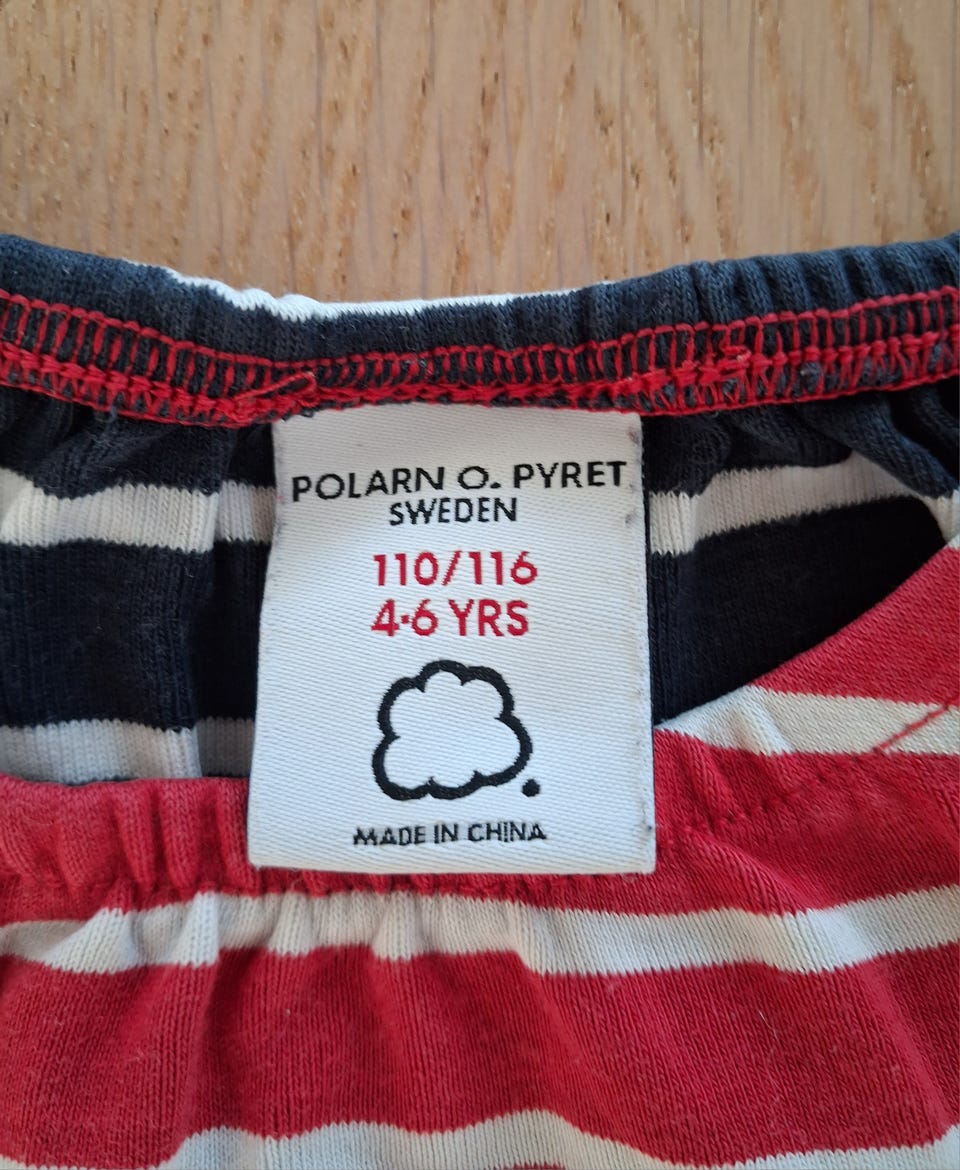 POLARN O. PYRET
SWEDEN
110/116
4-6 YRS
MADE IN CHINA